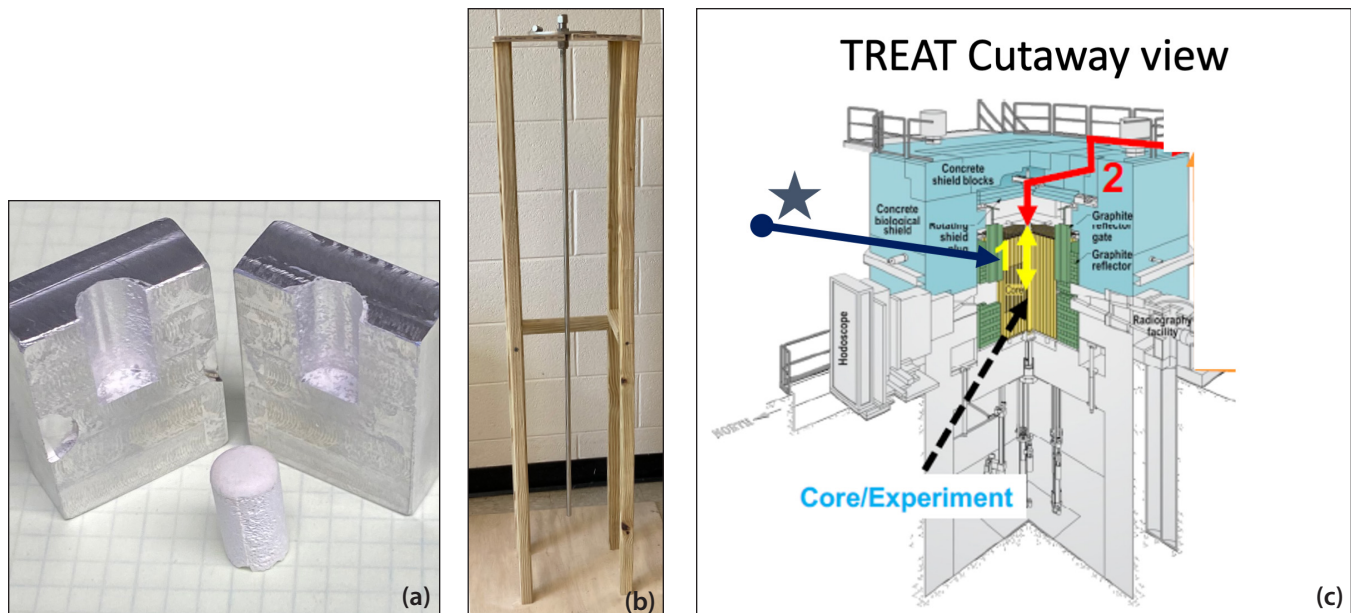 (a)
(b)
TREAT Cutaway view
2
Concrete
shield blocks
Concrete
biological
shield
Rotating
shield
plug
Graphite
reflector
gate
Graphite
reflector
1
Core
Hodoscope
Radiography
facility
NORTH
Core/Experiment
(c)